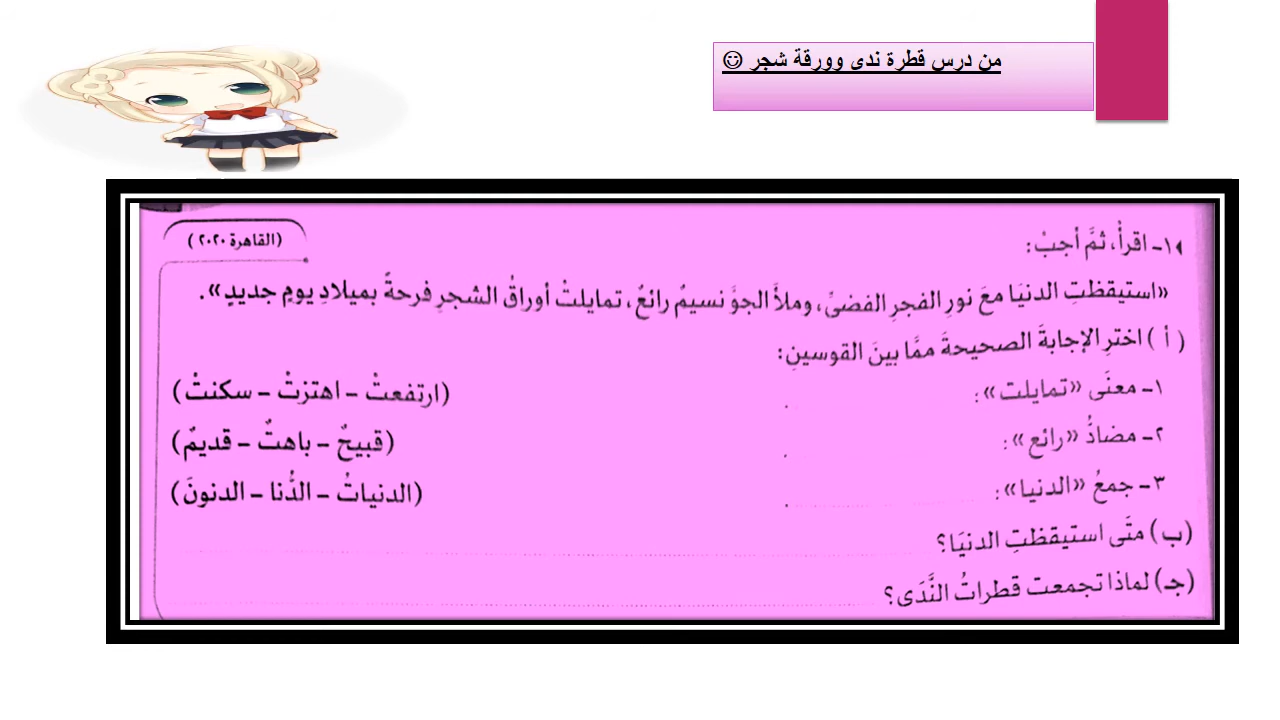 من درس قطرة ندى وورقة شجر ☺
١- اقرأْ، ثمَّ أجبْ:
(القاهرة ٢٠٢٠)
«استيقظتِ الدنيَا معَ نورِ الفجرِ الفضىِّ، وملأَ الجوَّ نسيمٌ رائعٌ، تمايلتْ أوراقُ الشجرِ فرحةً بميلادِ يومٍ جديدٍ».
( أ ) اخترِ الإجابةَ الصحيحةَ ممَّا بينَ القوسينِ:
١- معنَى «تمايلت»: . (ارتفعتْ - اهتزتْ - سكنتْ)
٢- مضادُّ «رائع»: . (قبيحٌ - باهتٌ - قديمٌ)
٣- جمعُ «الدنيا»: . (الدنياتُ - الدُّنا - الدنونَ)
(ب) متَى استيقظتِ الدنيَا؟
(جـ) لماذا تجمعت قطراتُ النَّدَى؟